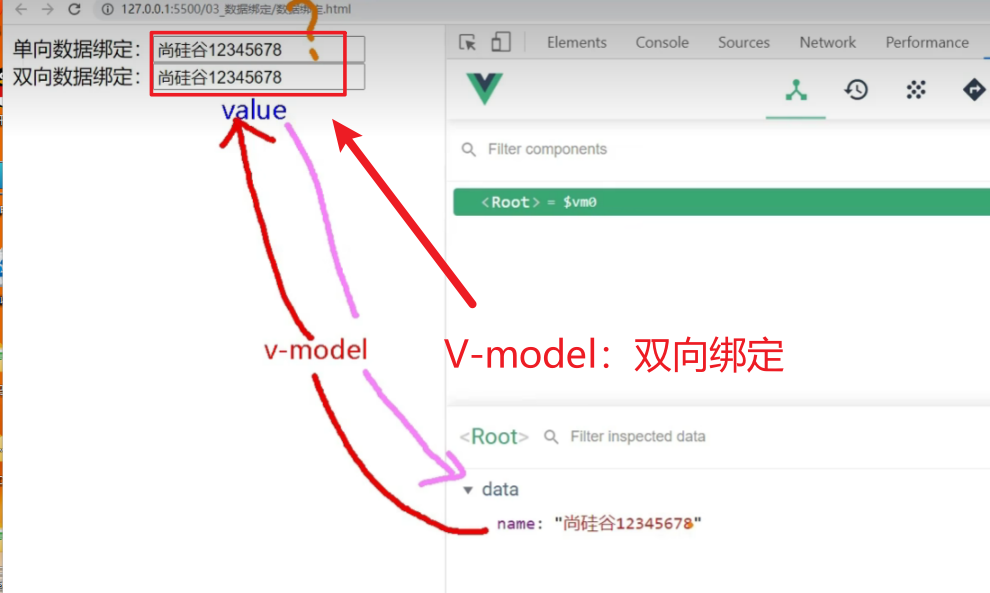 127.0.0.1:5500/03_数据绑定/数据绑定.html
单向数据绑定：尚硅谷12345678
双向数据绑定：尚硅谷12345678
value
v-model
V-model：双向绑定
Elements Console Sources Network Performance
Filter components
<Root> = $vm0
<Root> Filter inspected data
data
name: "尚硅谷12345678"
?